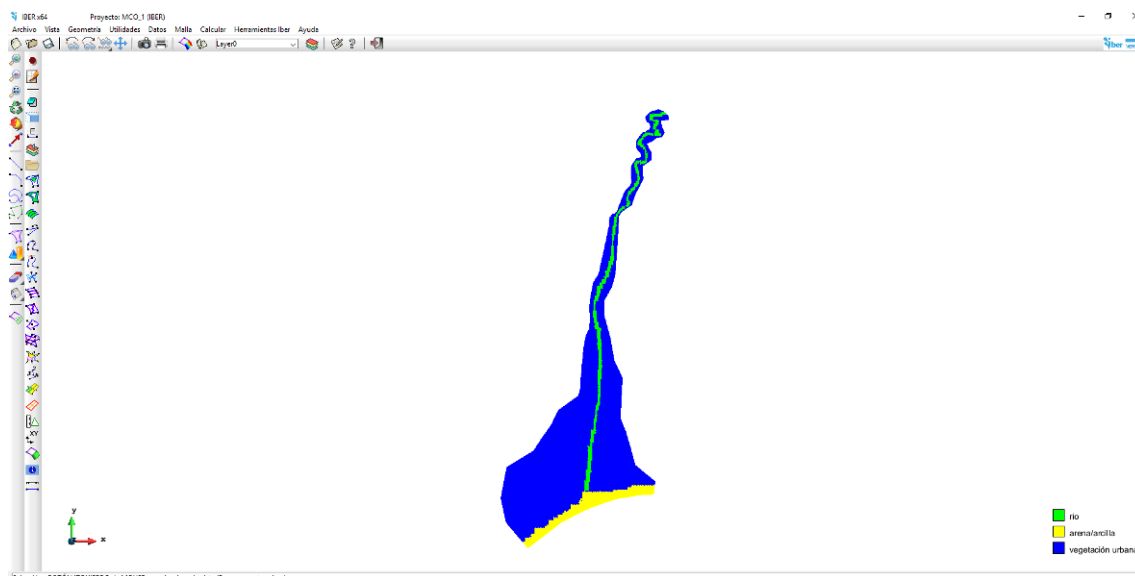 IBER x64 Proyecto: MCO_1 (IBER)
Archivo Vista Geometría Utilidades Datos Malla Calcular Herramientas Iber Ayuda
Layer0
Iber
y
x
río
arena/arcilla
vegetación urbana